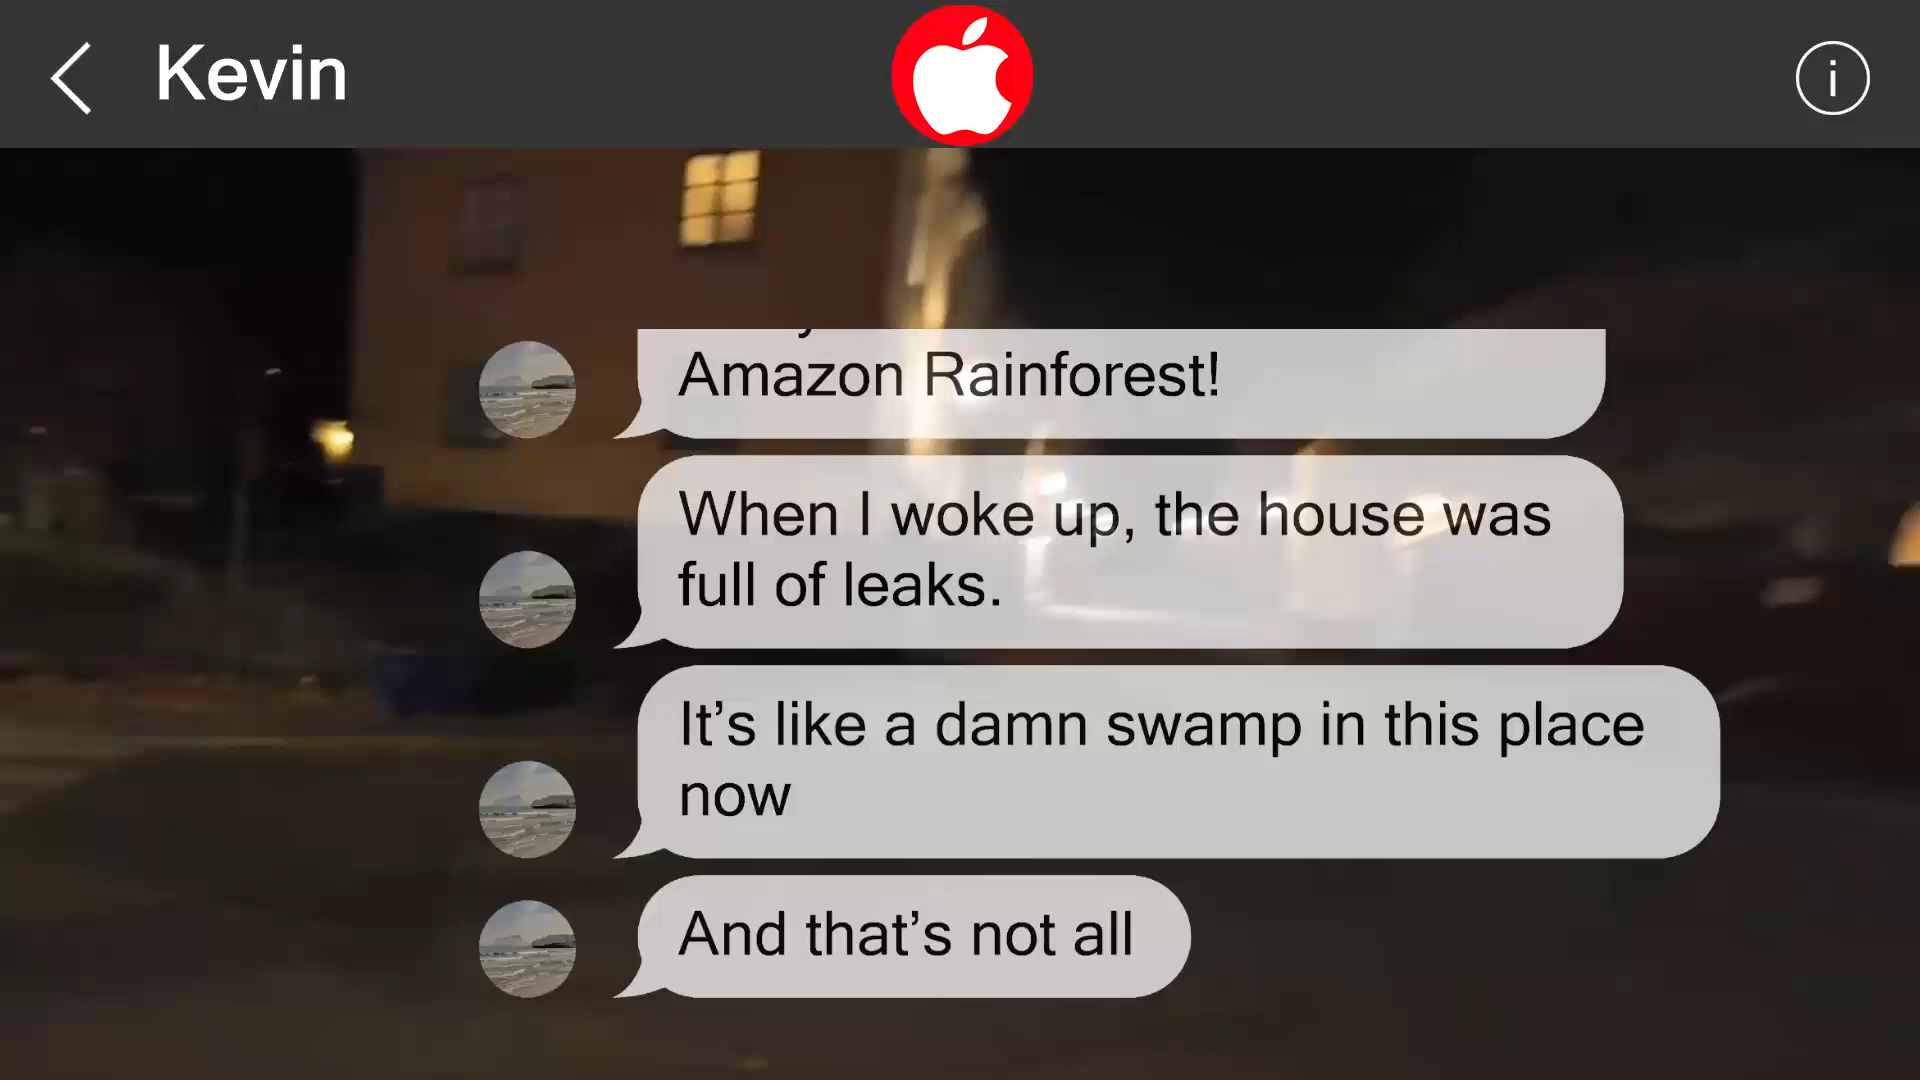 Kevin
i
Amazon Rainforest!
When I woke up, the house was
full of leaks.
It’s like a damn swamp in this place
now
And that’s not all